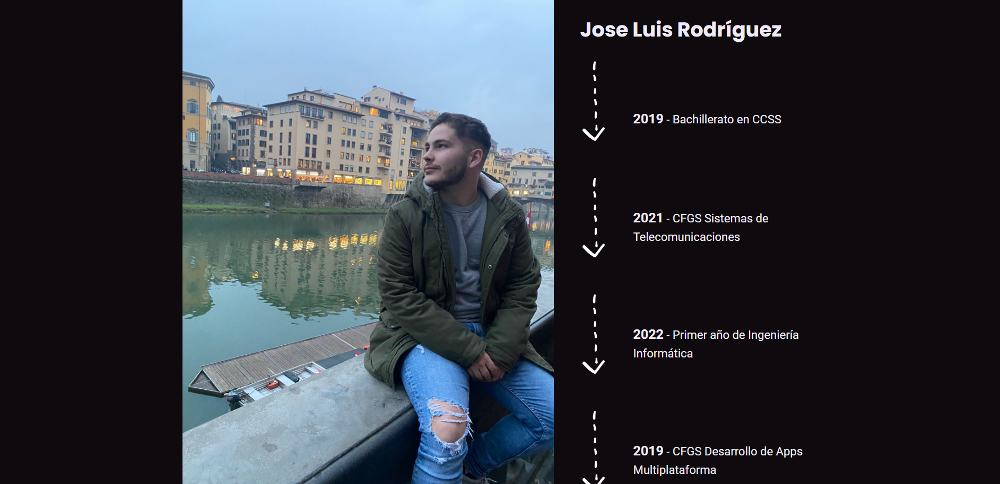 Jose Luis Rodríguez
2019 - Bachillerato en CCSS
2021 - CFGS Sistemas de
Telecomunicaciones
2022 - Primer año de Ingeniería
Informática
2019 - CFGS Desarrollo de Apps
Multiplataforma